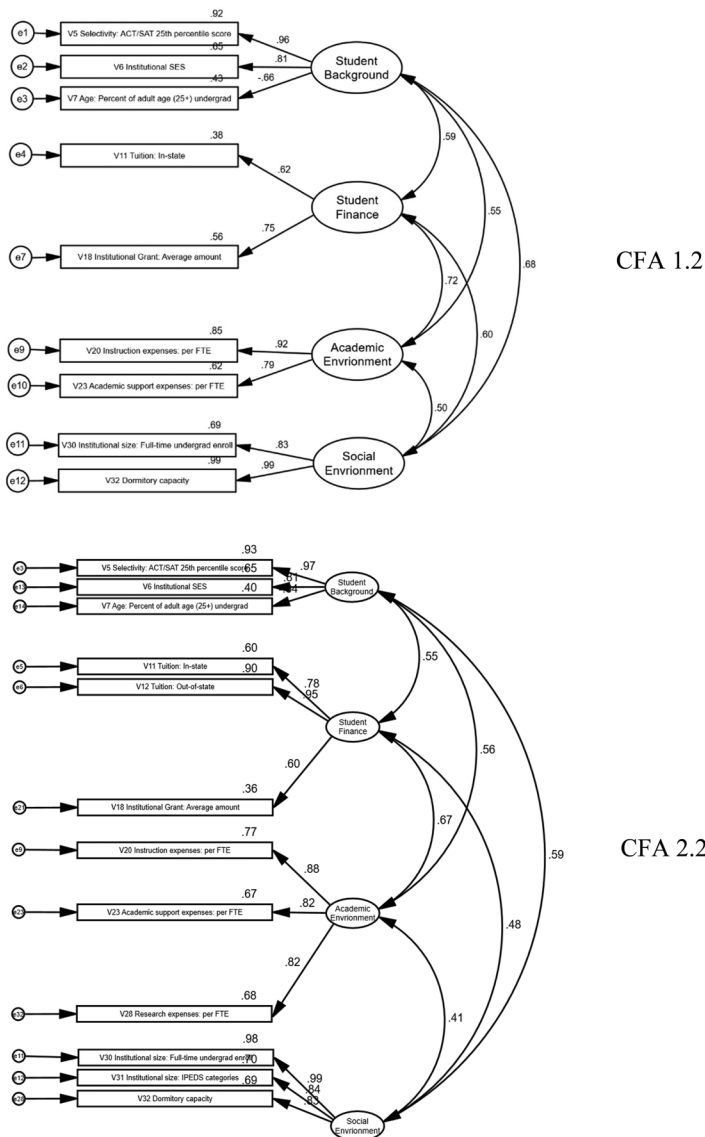 .92
e1
V5 Selectivity: ACT/SAT 25th percentile score
.96
.65
e2
V6 Institutional SES
.81
Student
Background
.43
e3
V7 Age: Percent of adult age (25+) undergrad
-.66
.59
.38
e4
V11 Tuition: In-state
.62
Student
Finance
.55
.75
.56
e7
V18 Institutional Grant: Average amount
.68
CFA 1.2
.72
.85
.60
e9
V20 Instruction expenses: per FTE
.92
Academic
Envrionment
.62
e10
V23 Academic support expenses: per FTE
.79
.50
.69
e11
V30 Institutional size: Full-time undergrad enroll
.83
Social
Envrionment
.99
e12
V32 Dormitory capacity
.99
.93
e3
V5 Selectivity: ACT/SAT 25th percentile score
.97
.65
e13
V6 Institutional SES
.81
Student
Background
.40
e14
V7 Age: Percent of adult age (25+) undergrad
.55
.60
e5
V11 Tuition: In-state
.78
.90
e6
V12 Tuition: Out-of-state
.95
Student
Finance
.56
.60
.36
e21
V18 Institutional Grant: Average amount
.67
.77
e9
V20 Instruction expenses: per FTE
.59
CFA 2.2
.88
.67
e23
V23 Academic support expenses: per FTE
.82
Academic
Envrionment
.48
.82
.68
e32
V28 Research expenses: per FTE
.41
.98
e11
V30 Institutional size: Full-time undergrad enroll
.99
.70
e12
V31 Institutional size: IPEDS categories
.84
.69
e28
V32 Dormitory capacity
.83
Social
Envrionment